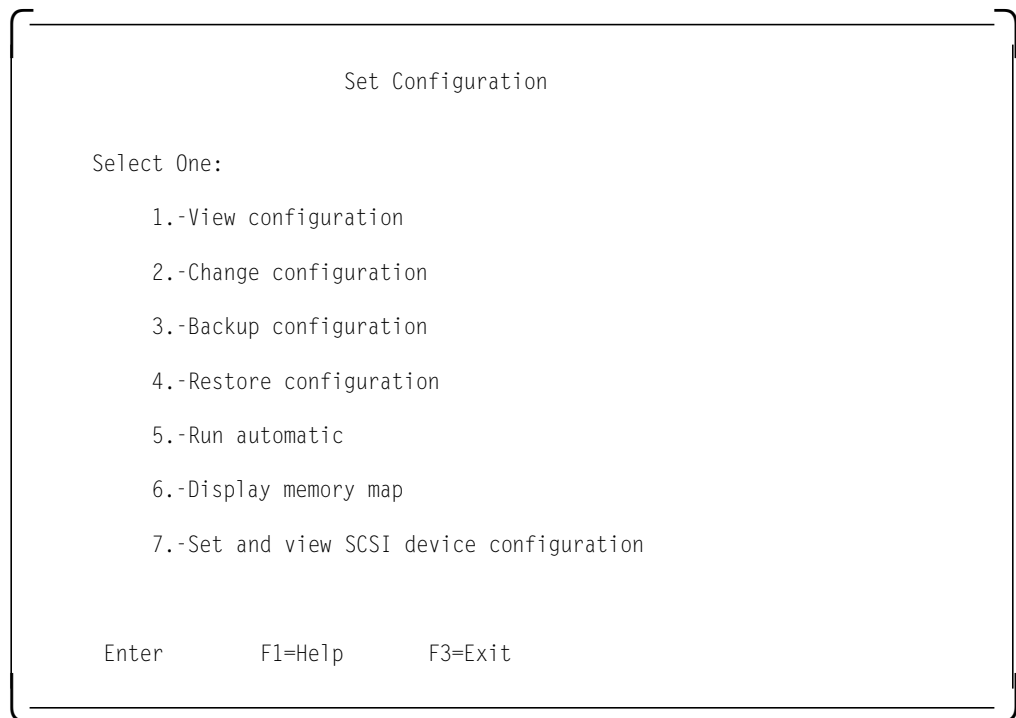 Set Configuration
Select One:
1.-View configuration
2.-Change configuration
3.-Backup configuration
4.-Restore configuration
5.-Run automatic
6.-Display memory map
7.-Set and view SCSI device configuration
Enter F1=Help F3=Exit